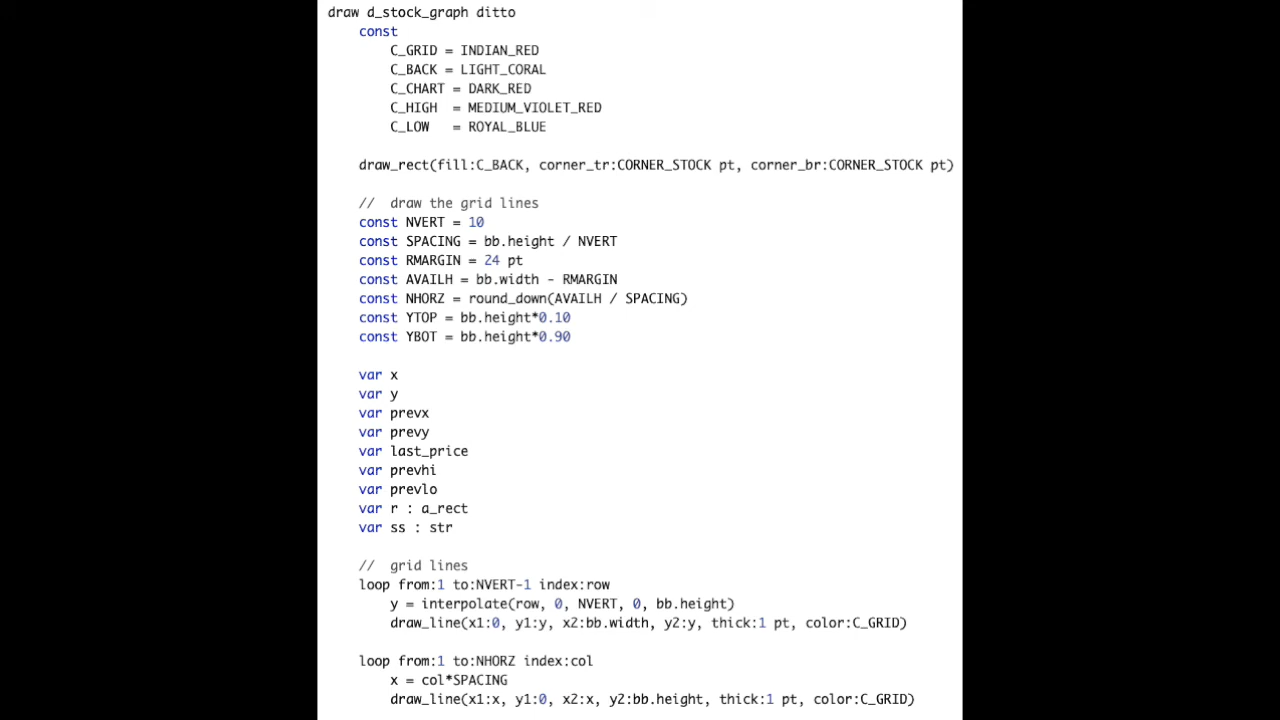 draw d_stock_graph ditto
const
C_GRID = INDIAN_RED
C_BACK = LIGHT_CORAL
C_CHART = DARK_RED
C_HIGH = MEDIUM_VIOLET_RED
C_LOW = ROYAL_BLUE
draw_rect(fill:C_BACK, corner_tr:CORNER_STOCK pt, corner_br:CORNER_STOCK pt)
// draw the grid lines
const NVERT = 10
const SPACING = bb.height / NVERT
const RMARGIN = 24 pt
const AVAILH = bb.width - RMARGIN
const NHORZ = round_down(AVAILH / SPACING)
const YTOP = bb.height*0.10
const YBOT = bb.height*0.90
var x
var y
var prevx
var prevy
var last_price
var prevhi
var prevlo
var r : a_rect
var ss : str
// grid lines
loop from:1 to:NVERT-1 index:row
y = interpolate(row, 0, NVERT, 0, bb.height)
draw_line(x1:0, y1:y, x2:bb.width, y2:y, thick:1 pt, color:C_GRID)
loop from:1 to:NHORZ index:col
x = col*SPACING
draw_line(x1:x, y1:0, x2:x, y2:bb.height, thick:1 pt, color:C_GRID)